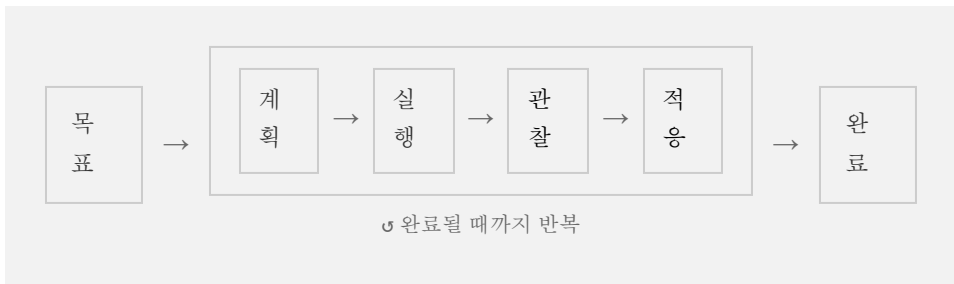 목
표
→
계
획
→
실
행
→
관
찰
→
적
응
→
완
료
↺ 완료될 때까지 반복